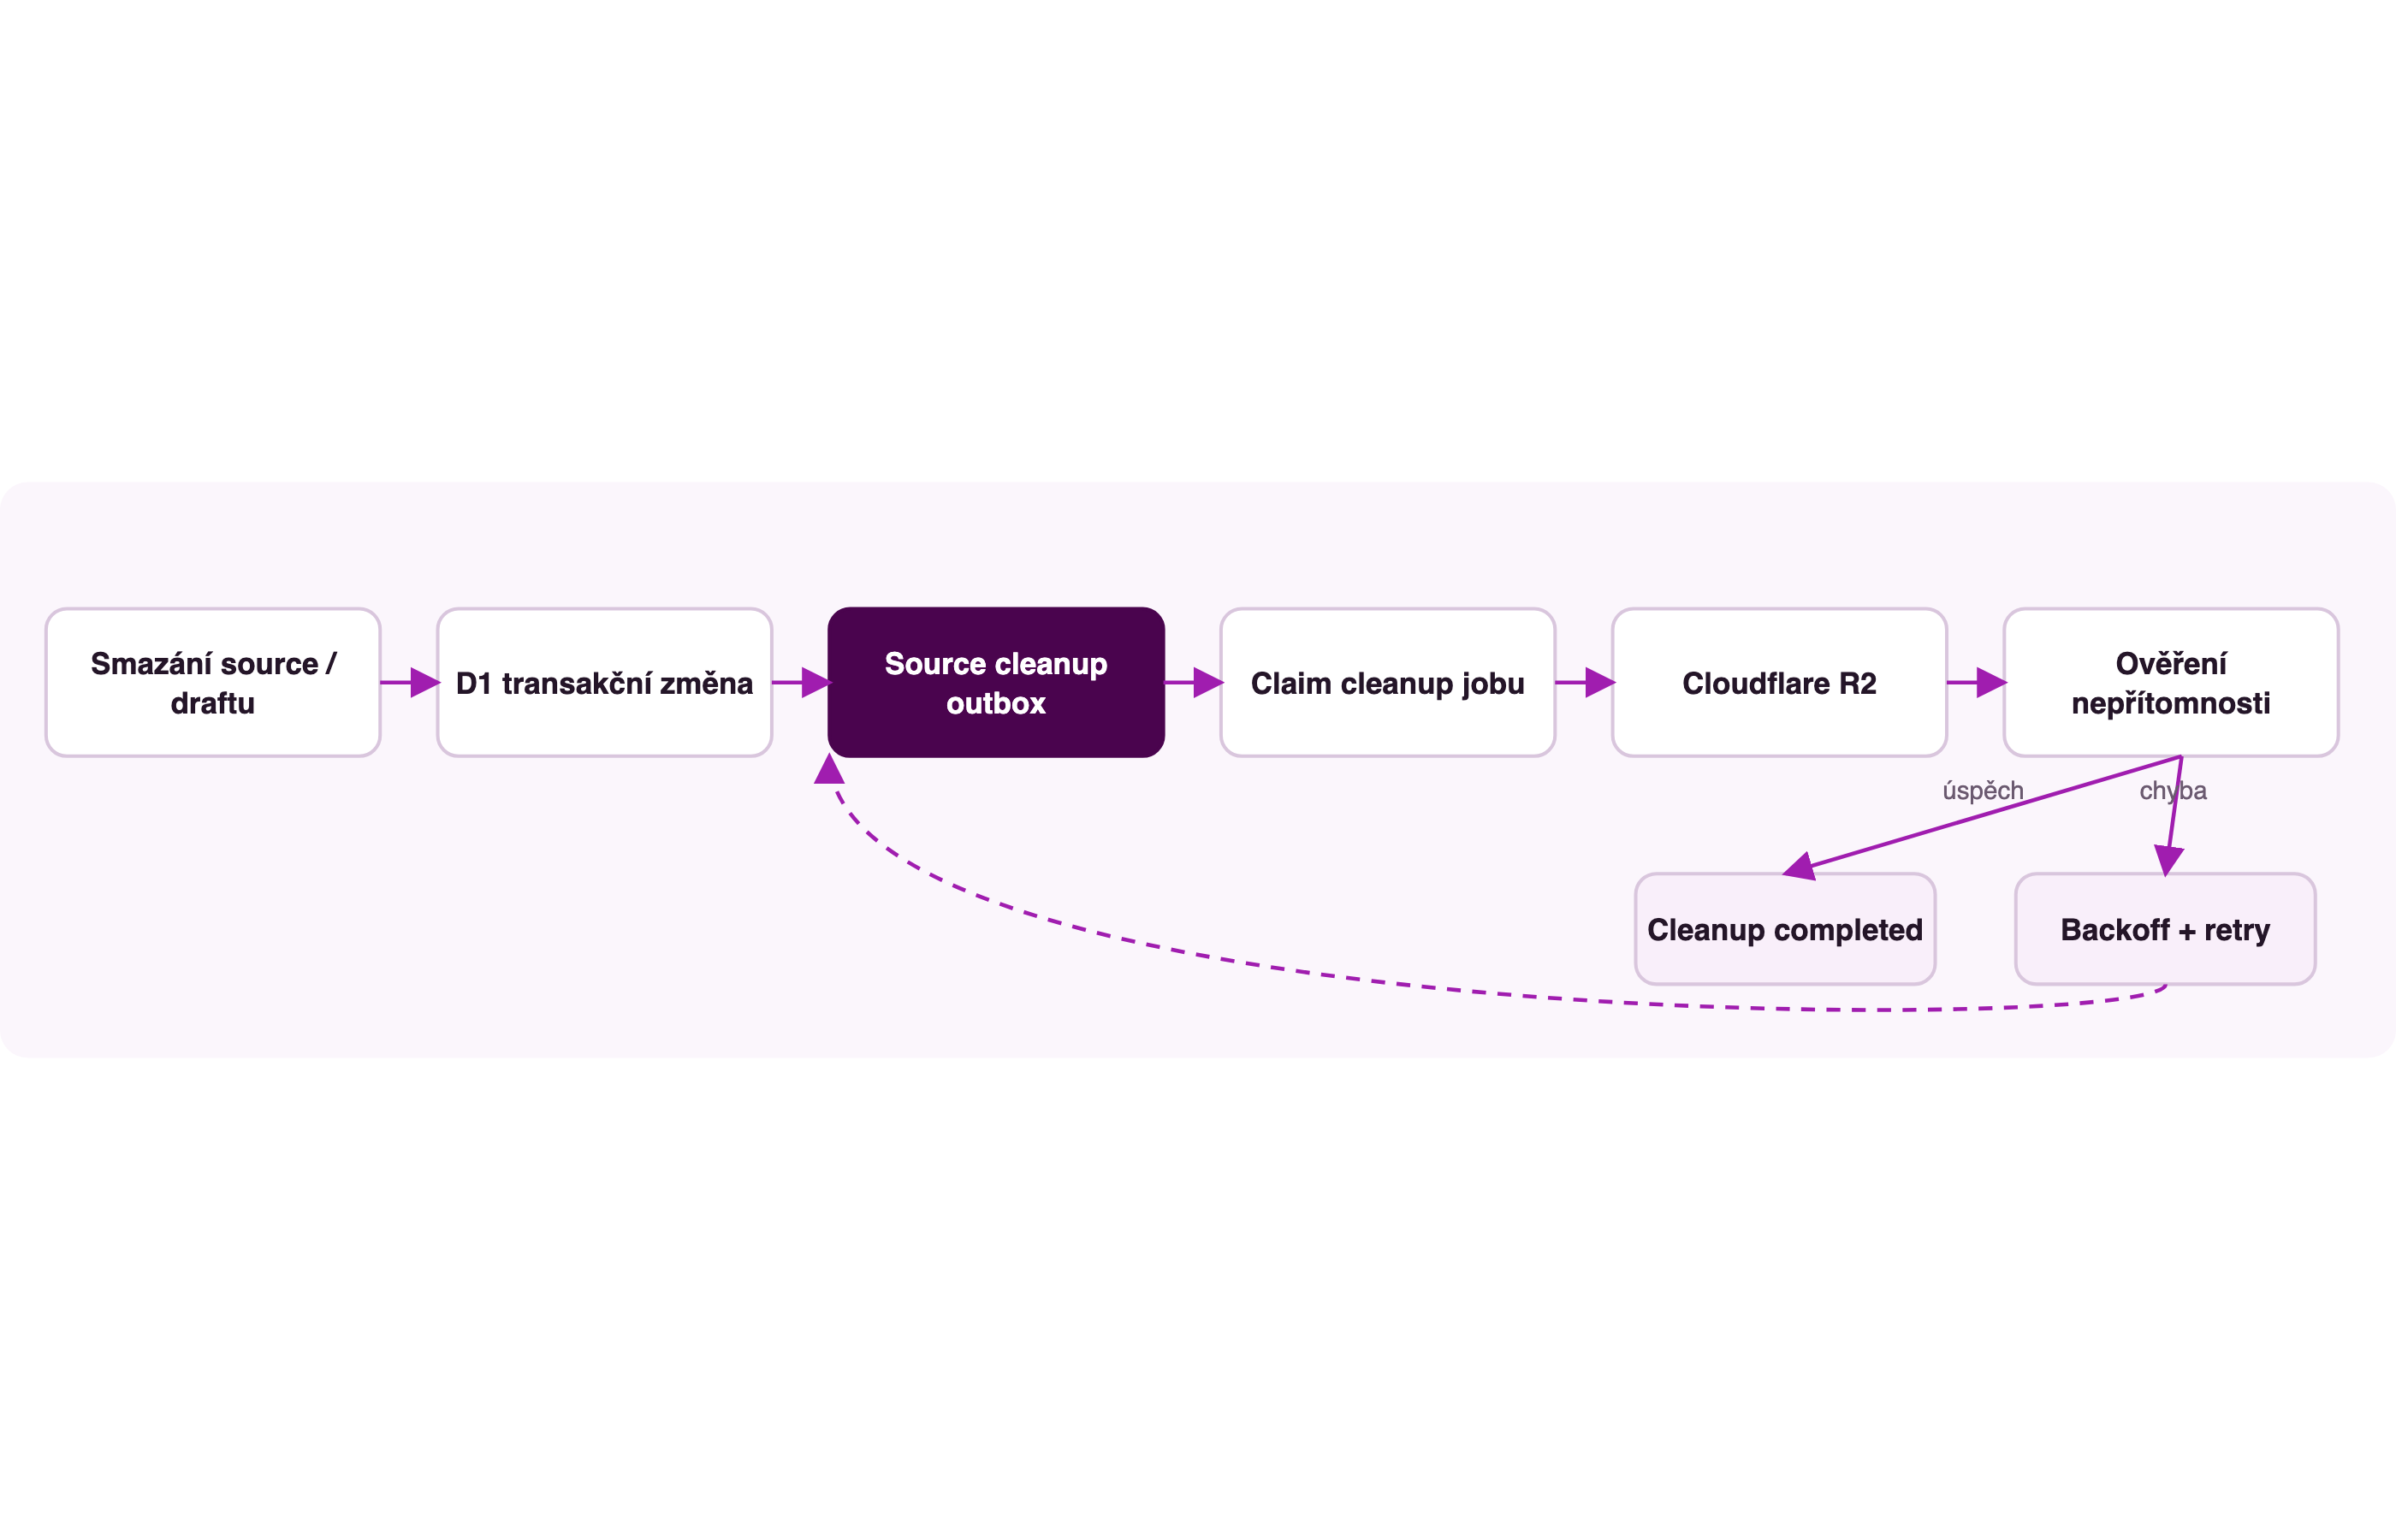 Smazání source /
draftu
D1 transakční změna
Source cleanup
outbox
Claim cleanup jobu
Cloudflare R2
Ověření
nepřítomnosti
úspěch
chyba
Cleanup completed
Backoff + retry